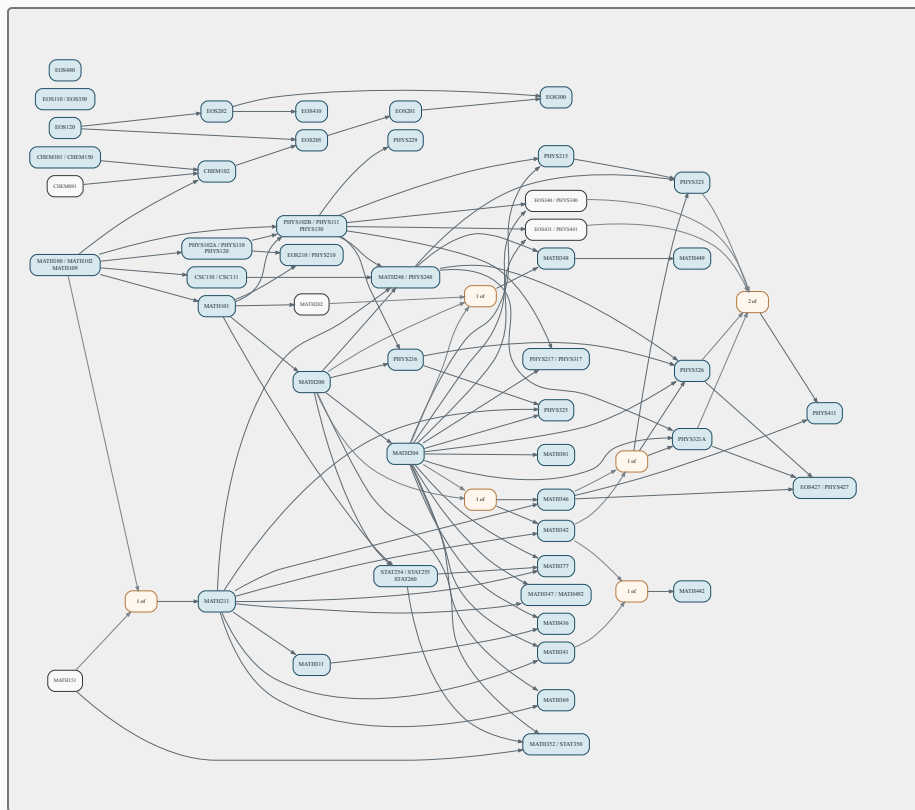 EOS480
EOS110 / EOS350
EOS120
CHEM101 / CHEM150
CHEM091
MATH100 / MATH102
MATH109
MATH151
EOS202
CHEM102
PHYS102A / PHYS110
PHYS120
CSC110 / CSC111
MATH101
1 of
MATH211
EOS410
EOS205
PHYS102B / PHYS111
PHYS130
EOS210 / PHYS210
MATH202
MATH200
MATH311
EOS201
PHYS229
MATH248 / PHYS248
PHYS216
MATH204
STAT254 / STAT255
STAT260
1 of
1 of
EOS300
PHYS215
EOS340 / PHYS340
EOS431 / PHYS441
MATH348
PHYS217 / PHYS317
PHYS325
MATH301
MATH346
MATH342
MATH377
MATH347 / MATH492
MATH436
MATH341
MATH369
MATH352 / STAT350
1 of
1 of
PHYS323
MATH449
PHYS326
PHYS321A
MATH442
2 of
PHYS411
EOS427 / PHYS427